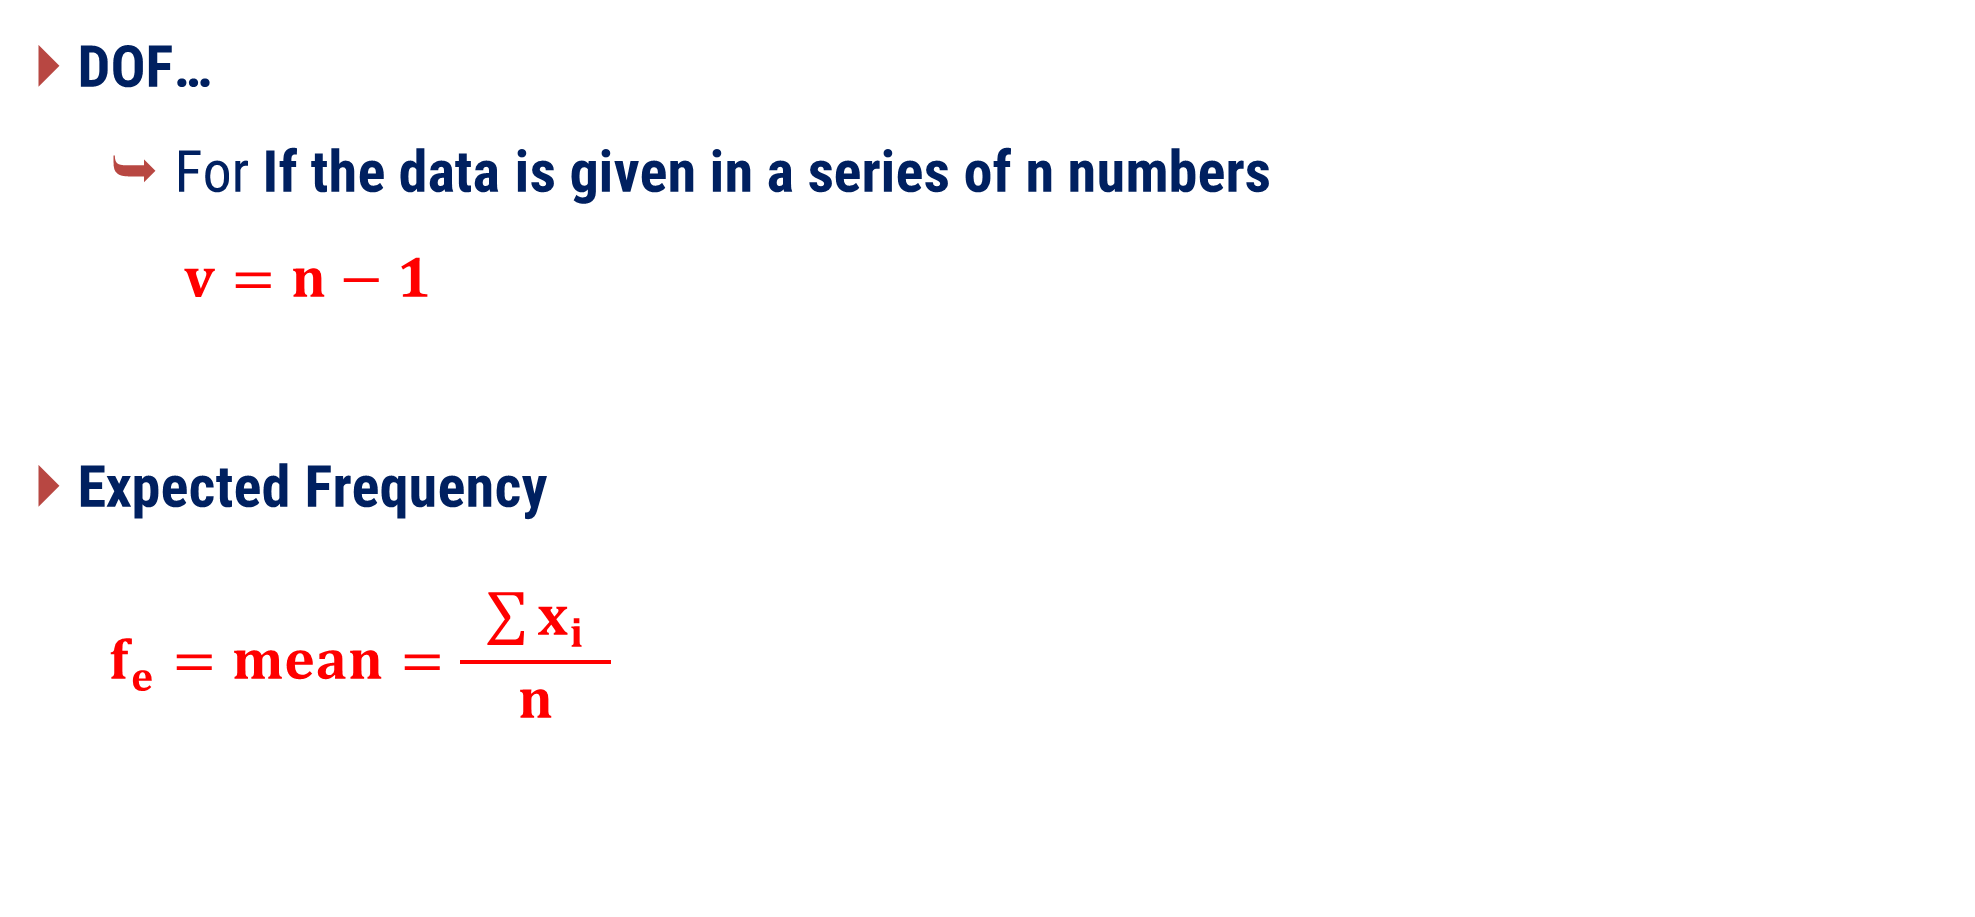 DOF…
For If the data is given in a series of n numbers
v = n − 1
Expected Frequency
fₑ = mean = ∑ xᵢ / n